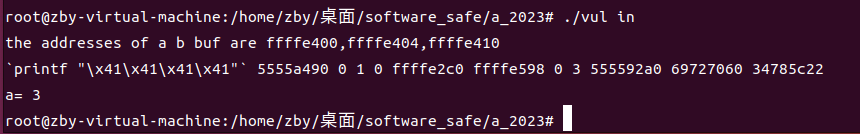 root@zby-virtual-machine:/home/zby/桌面/software_safe/a_2023# ./vul in
the addresses of a b buf are ffffe400,ffffe404,ffffe410
`printf "\x41\x41\x41\x41"` 5555a490 0 1 0 ffffe2c0 ffffe598 0 3 555592a0 69727060 34785c22
a= 3
root@zby-virtual-machine:/home/zby/桌面/software_safe/a_2023#